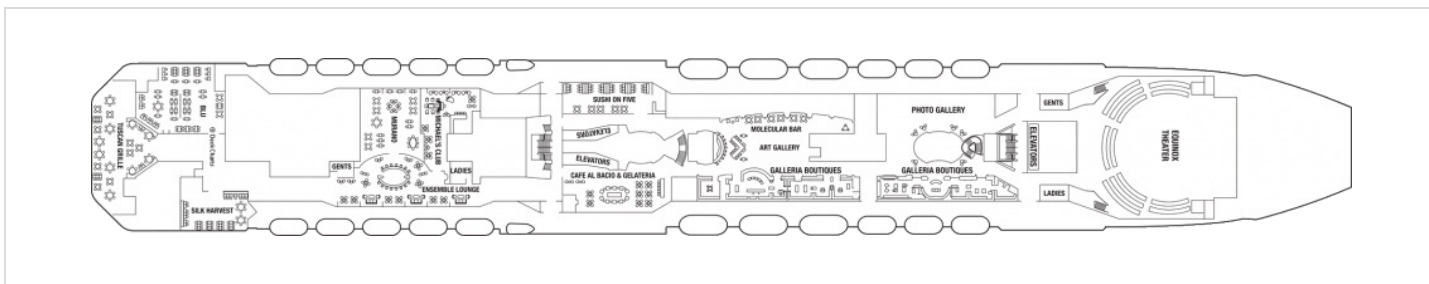 TUSCAN GRILLE
BLU
© DeckChart
SILK HARVEST
GENTS
MURANO
MICHAEL'S CLUB
LADIES
ENSEMBLE LOUNGE
SUSHI ON FIVE
ELEVATORS
ELEVATORS
CAFE AL BACIO & GELATERIA
MOLECULAR BAR
ART GALLERY
GALLERIA BOUTIQUES
PHOTO GALLERY
GALLERIA BOUTIQUES
GENTS
ELEVATORS
LADIES
EQUINOX
THEATER